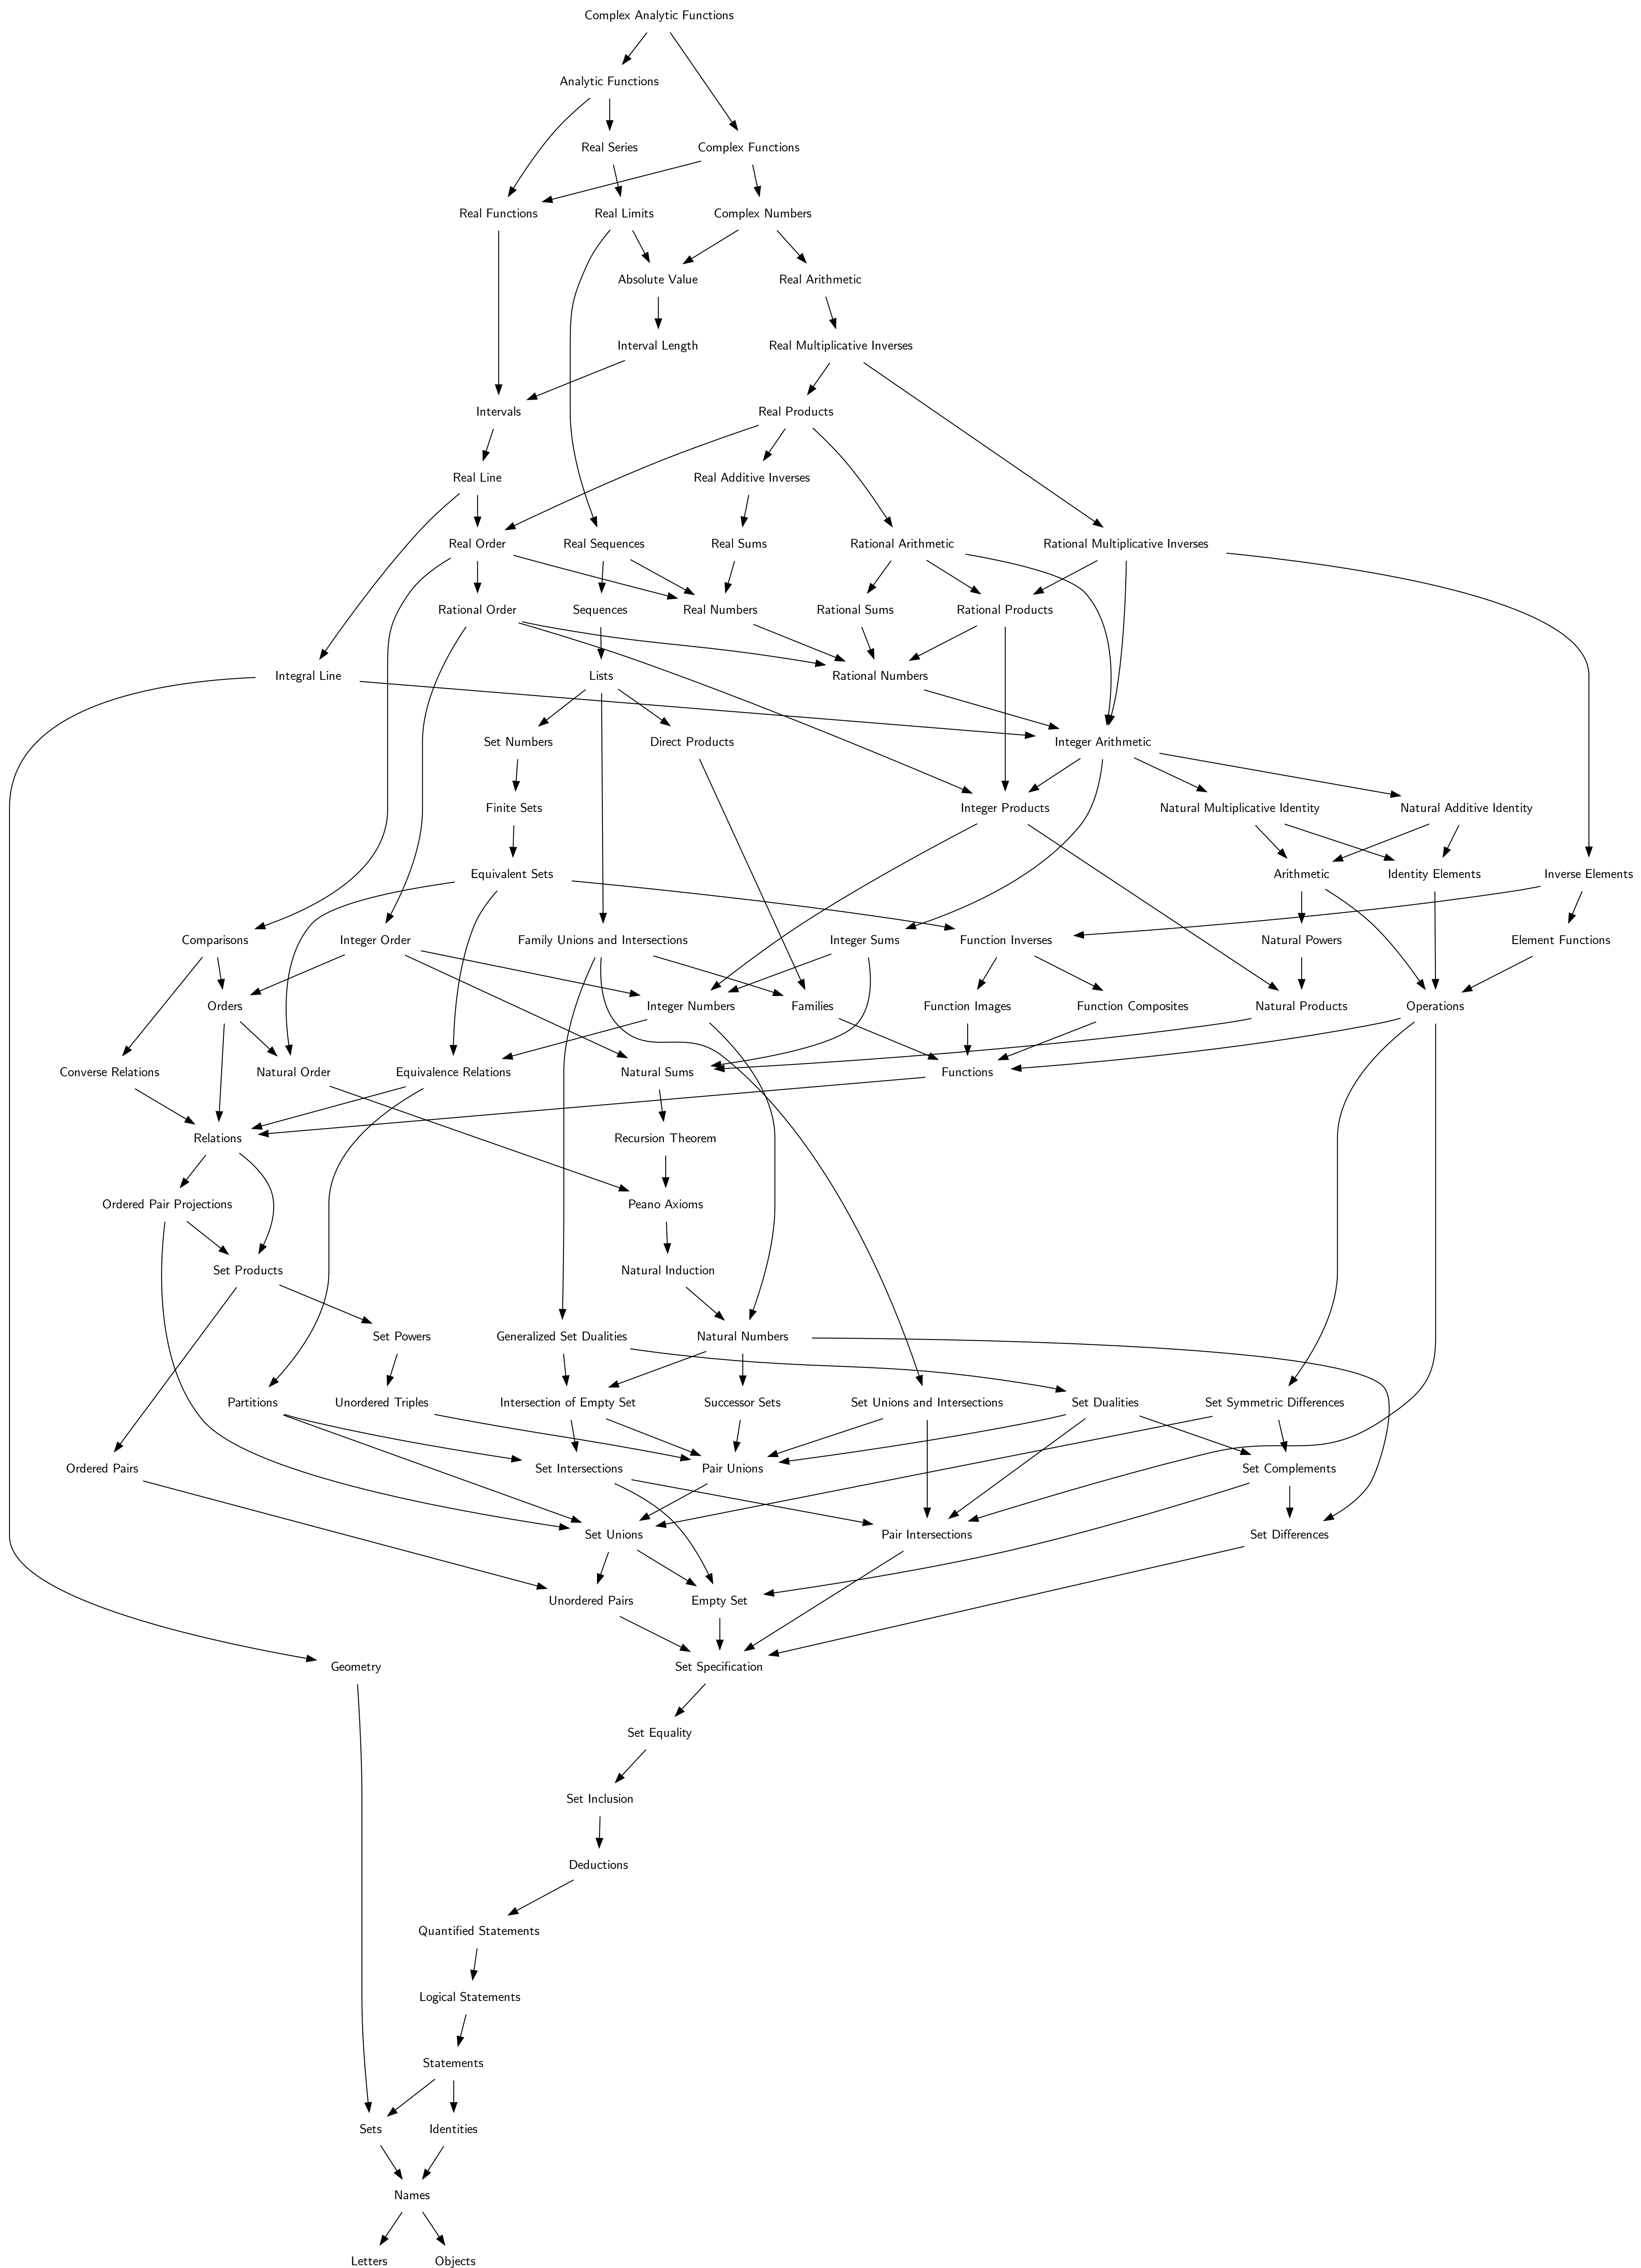 Complex Analytic Functions
Analytic Functions
Real Series
Complex Functions
Real Functions
Real Limits
Complex Numbers
Absolute Value
Real Arithmetic
Interval Length
Real Multiplicative Inverses
Intervals
Real Products
Real Line
Real Additive Inverses
Real Order
Real Sequences
Real Sums
Rational Arithmetic
Rational Multiplicative Inverses
Rational Order
Sequences
Real Numbers
Rational Sums
Rational Products
Integral Line
Lists
Rational Numbers
Set Numbers
Direct Products
Integer Arithmetic
Finite Sets
Integer Products
Natural Multiplicative Identity
Natural Additive Identity
Equivalent Sets
Arithmetic
Identity Elements
Inverse Elements
Comparisons
Integer Order
Family Unions and Intersections
Integer Sums
Function Inverses
Natural Powers
Element Functions
Orders
Integer Numbers
Families
Function Images
Function Composites
Natural Products
Operations
Converse Relations
Natural Order
Equivalence Relations
Natural Sums
Functions
Relations
Recursion Theorem
Ordered Pair Projections
Peano Axioms
Set Products
Natural Induction
Set Powers
Generalized Set Dualities
Natural Numbers
Partitions
Unordered Triples
Intersection of Empty Set
Successor Sets
Set Unions and Intersections
Set Dualities
Set Symmetric Differences
Ordered Pairs
Set Intersections
Pair Unions
Set Complements
Set Unions
Pair Intersections
Set Differences
Unordered Pairs
Empty Set
Geometry
Set Specification
Set Equality
Set Inclusion
Deductions
Quantified Statements
Logical Statements
Statements
Sets
Identities
Names
Letters
Objects